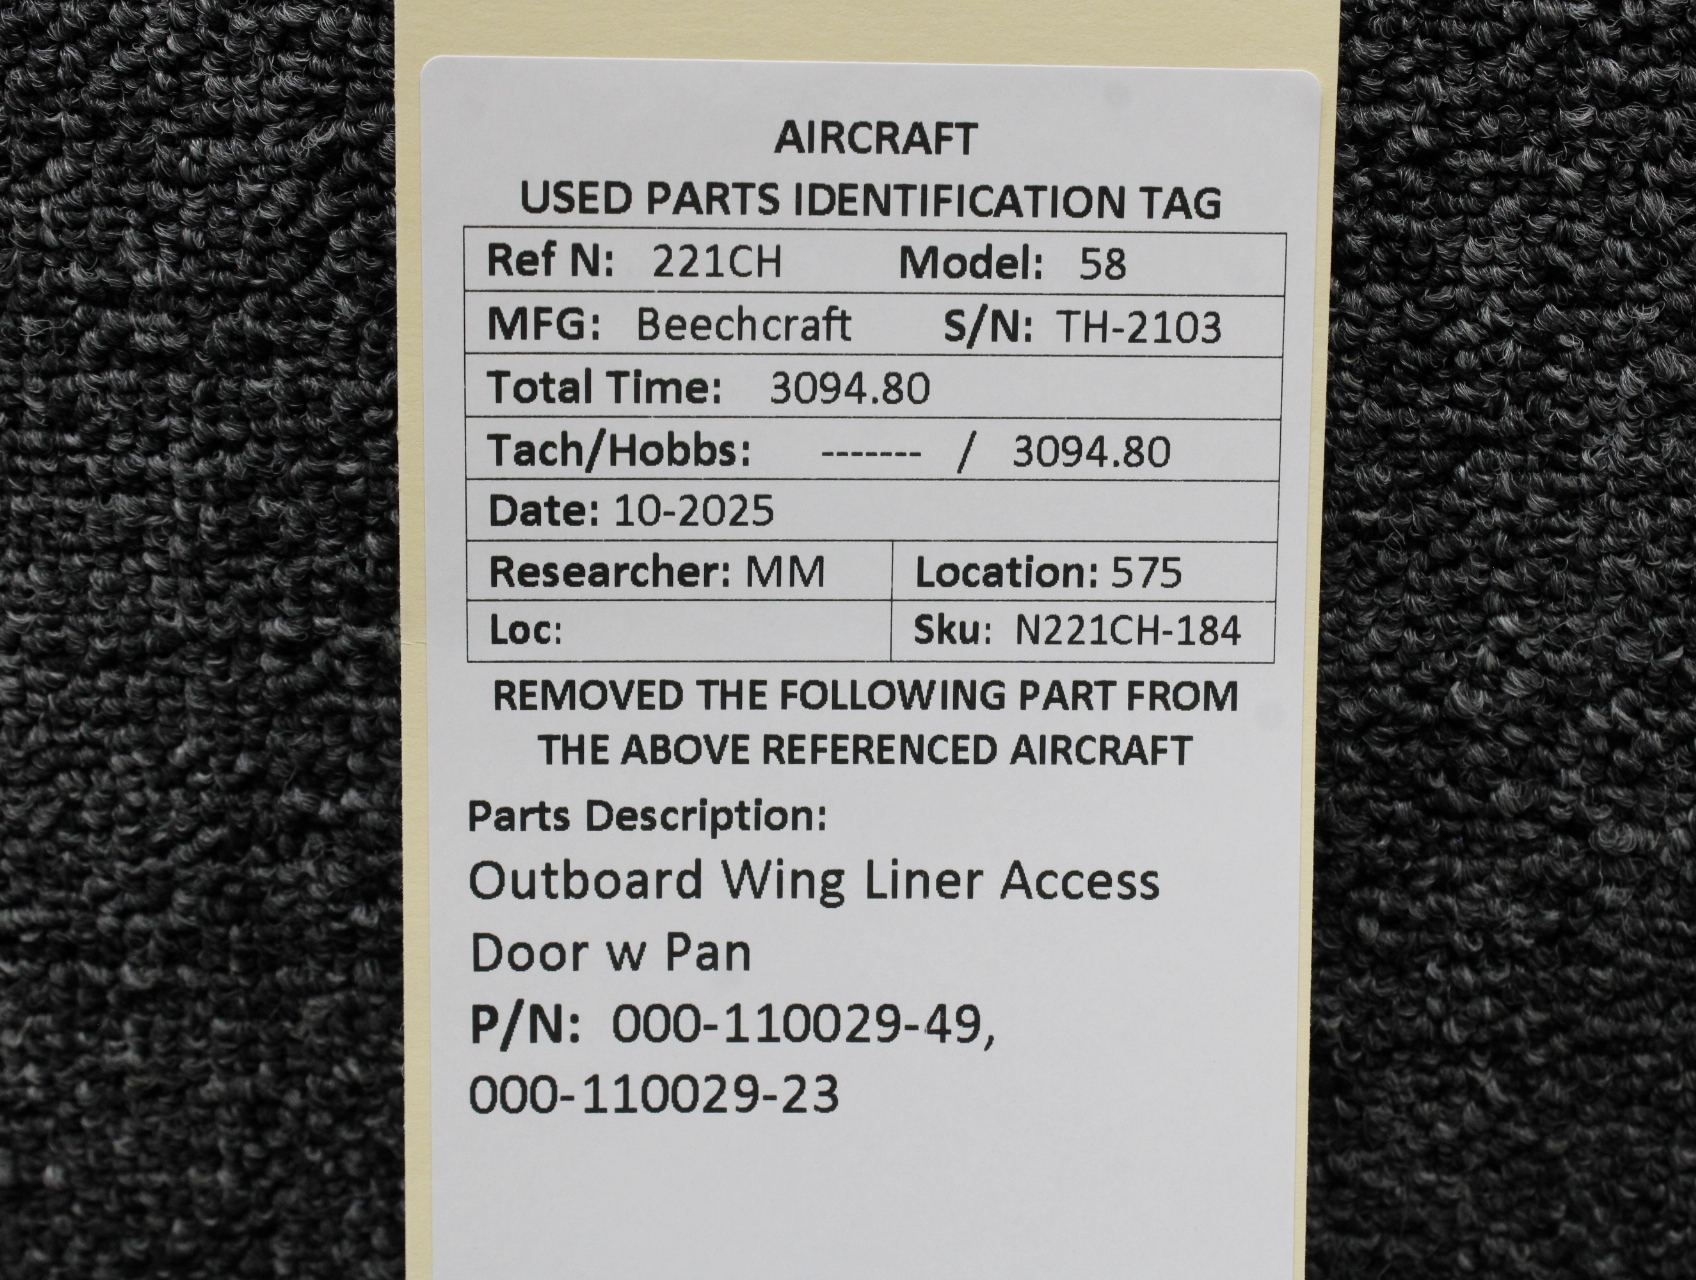 AIRCRAFT
USED PARTS IDENTIFICATION TAG
Ref N: 221CH Model: 58
MFG: Beechcraft S/N: TH-2103
Total Time: 3094.80
Tach/Hobbs: ------- / 3094.80
Date: 10-2025
Researcher: MM Location: 575
Loc: Sku: N221CH-184
REMOVED THE FOLLOWING PART FROM
THE ABOVE REFERENCED AIRCRAFT
Parts Description:
Outboard Wing Liner Access
Door w Pan
P/N: 000-110029-49,
000-110029-23